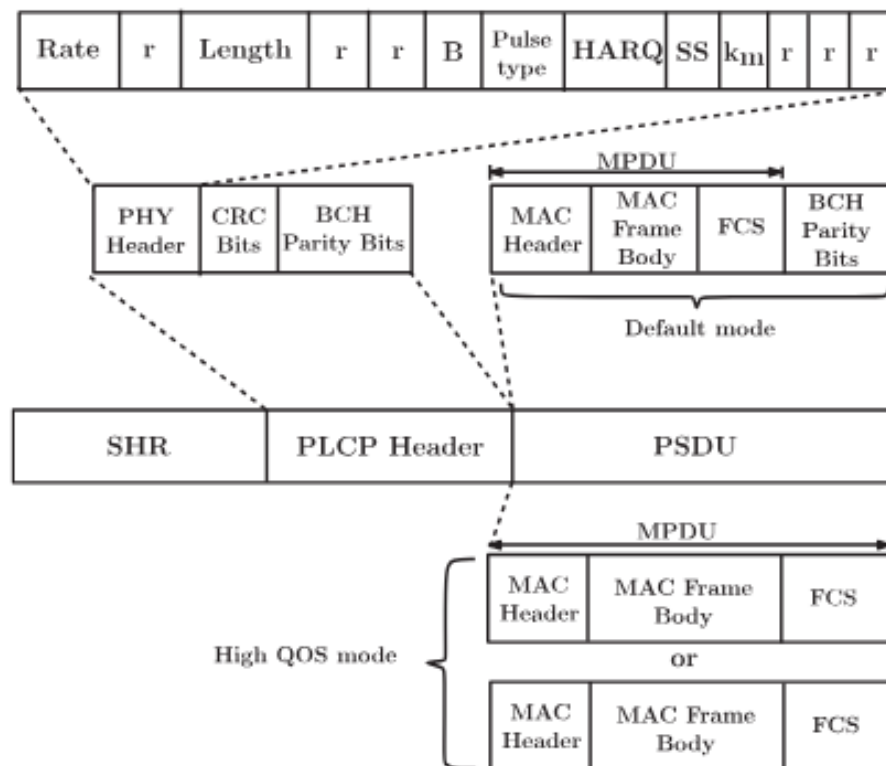 Rate r Length r r B Pulse type HARQ SS km r r r
MPDU
PHY Header CRC Bits BCH Parity Bits
MAC Header MAC Frame Body FCS BCH Parity Bits
Default mode
SHR PLCP Header PSDU
MPDU
MAC Header MAC Frame Body FCS
High QOS mode
or
MAC Header MAC Frame Body FCS